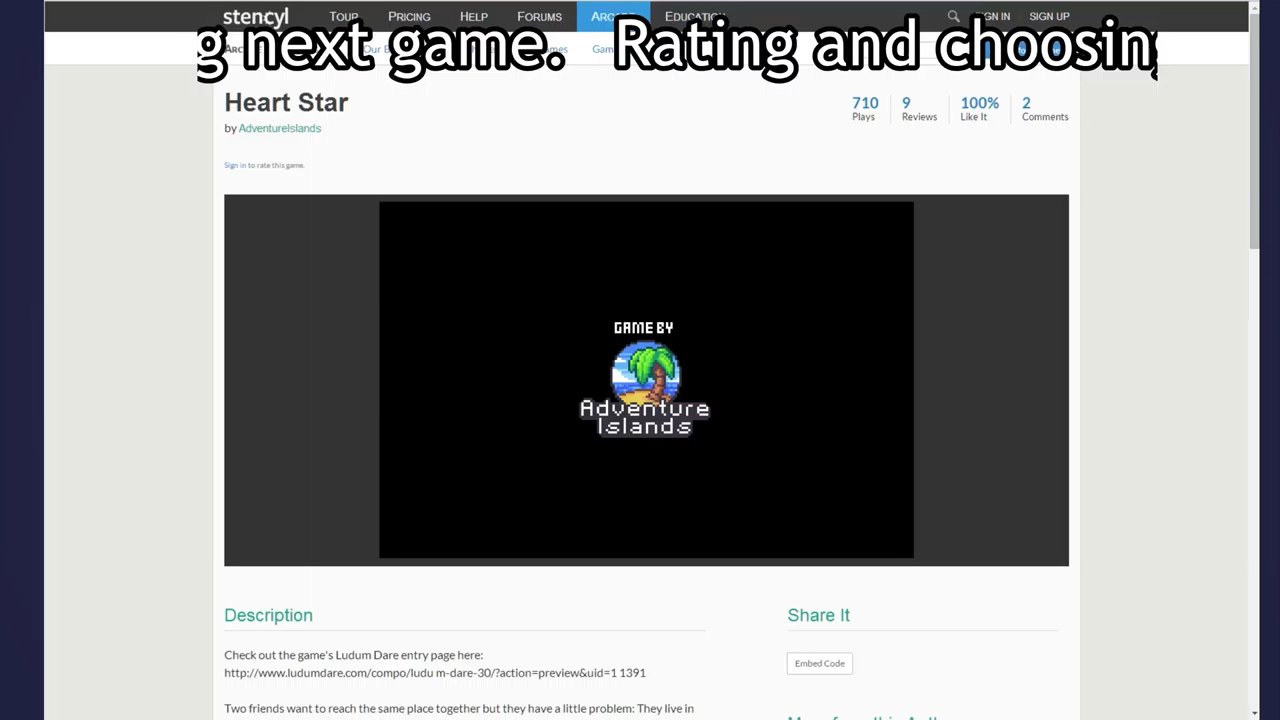 stencyl TOUR PRICING HELP FORUMS ARCADE EDUCATION SIGN IN SIGN UP
g next game. Rating and choosing
Heart Star
by AdventureIslands
710 9 100% 2
Plays Reviews Like It Comments
Sign in to rate this game.
GAME BY
Adventure
Islands
Description
Share It
Check out the game's Ludum Dare entry page here:
http://www.ludumdare.com/compo/ludu m-dare-30/?action=preview&uid=1 1391
Embed Code
Two friends want to reach the same place together but they have a little problem: They live in